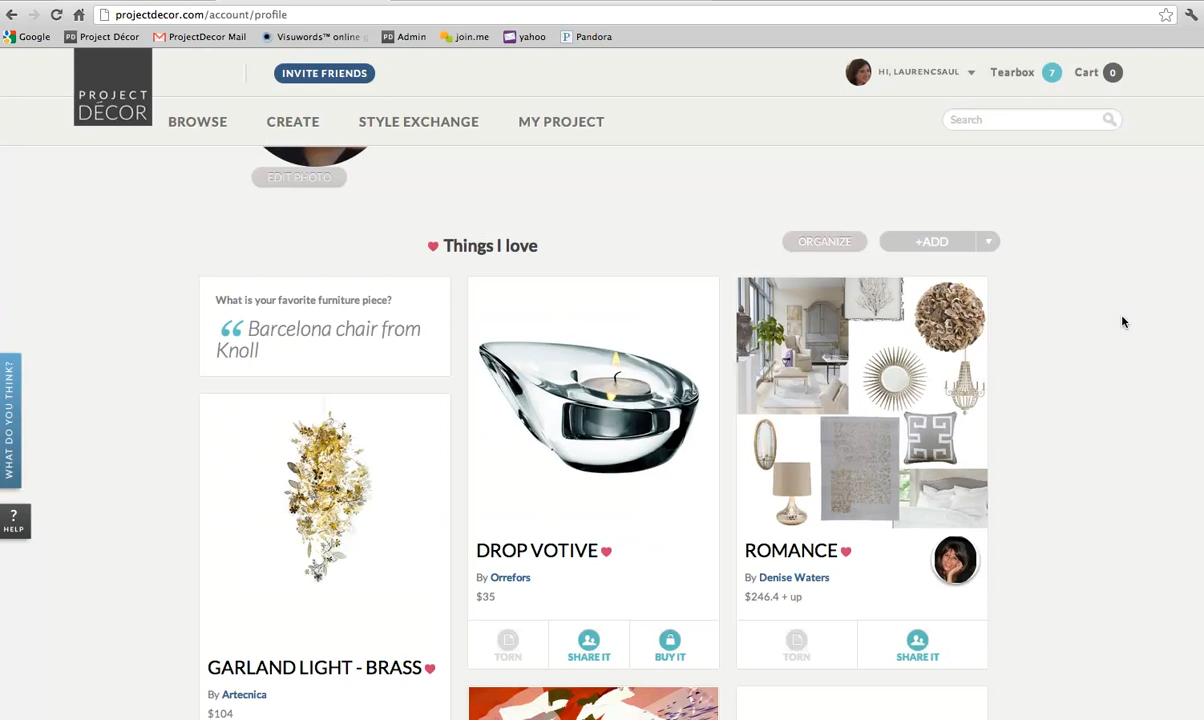 projectdecor.com/account/profile
Google PD Project Décor ProjectDecor Mail Visuwords™ online g PD Admin join.me yahoo P Pandora
PROJECT
DÉCOR
INVITE FRIENDS
HI, LAURENCSAUL
Tearbox 7
Cart 0
BROWSE CREATE STYLE EXCHANGE MY PROJECT
Search
EDIT PHOTO
Things I love
ORGANIZE
+ADD
What is your favorite furniture piece?
“ Barcelona chair from
Knoll
GARLAND LIGHT - BRASS
By Artecnica
$104
DROP VOTIVE
By Orrefors
$35
TORN SHARE IT BUY IT
ROMANCE
By Denise Waters
$246.4 + up
TORN SHARE IT
WHAT DO YOU THINK?
?
HELP